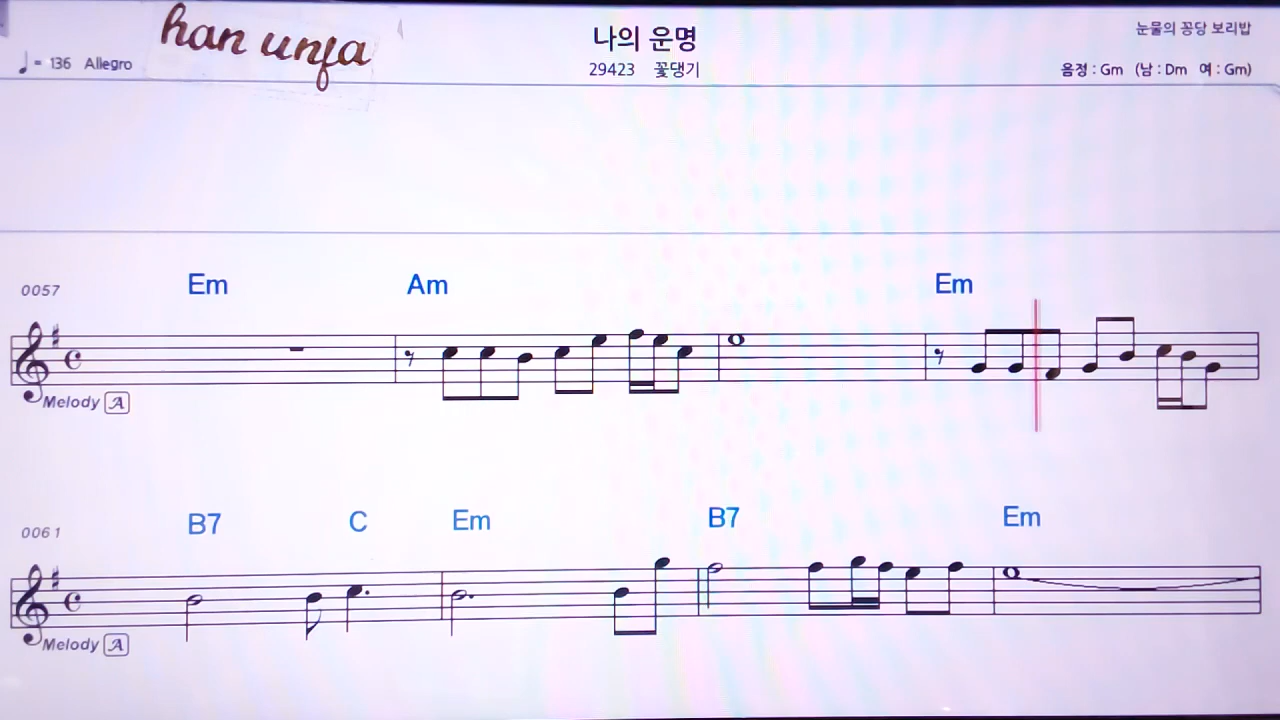 han unfa
나의 운명
눈물의 꽁당 보리밥
♩= 136 Allegro
29423 꽃댕기
음정 : Gm (남 : Dm 여 : Gm)
0057 Em Am Em
Melody A
0061 B7 C Em B7 Em
Melody A